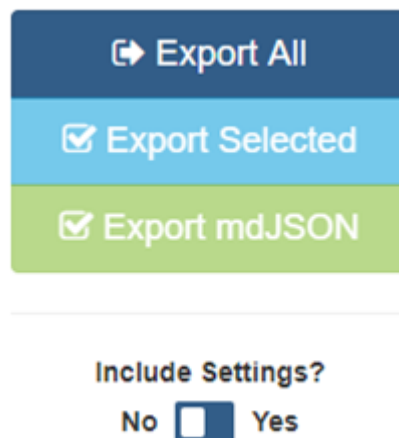 Export All
Export Selected
Export mdJSON
Include Settings?
No Yes